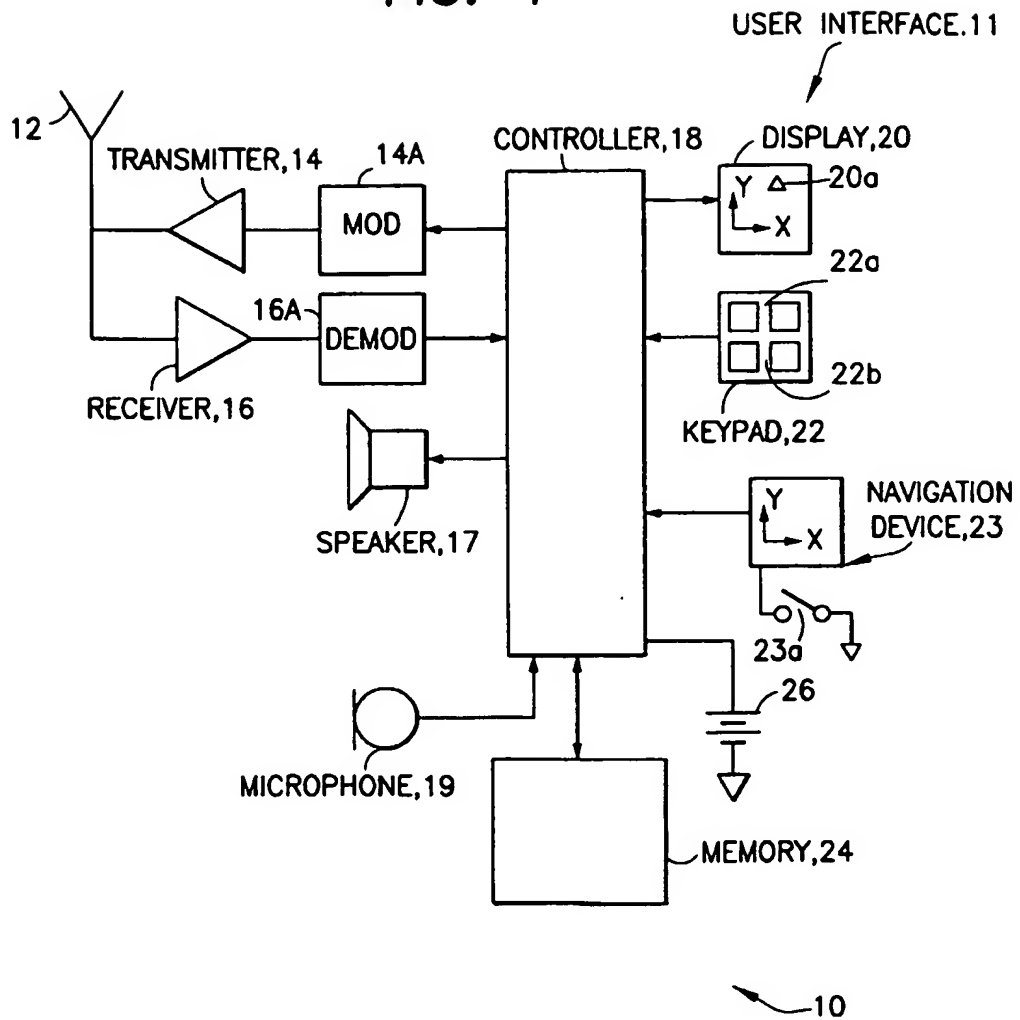 USER INTERFACE.11
12
TRANSMITTER,14
14A
MOD
CONTROLLER,18
DISPLAY,20
Y
X
20a
22a
16A
DEMOD
RECEIVER,16
22b
KEYPAD,22
SPEAKER,17
Y
X
NAVIGATION
DEVICE,23
23a
26
MICROPHONE,19
MEMORY,24
10